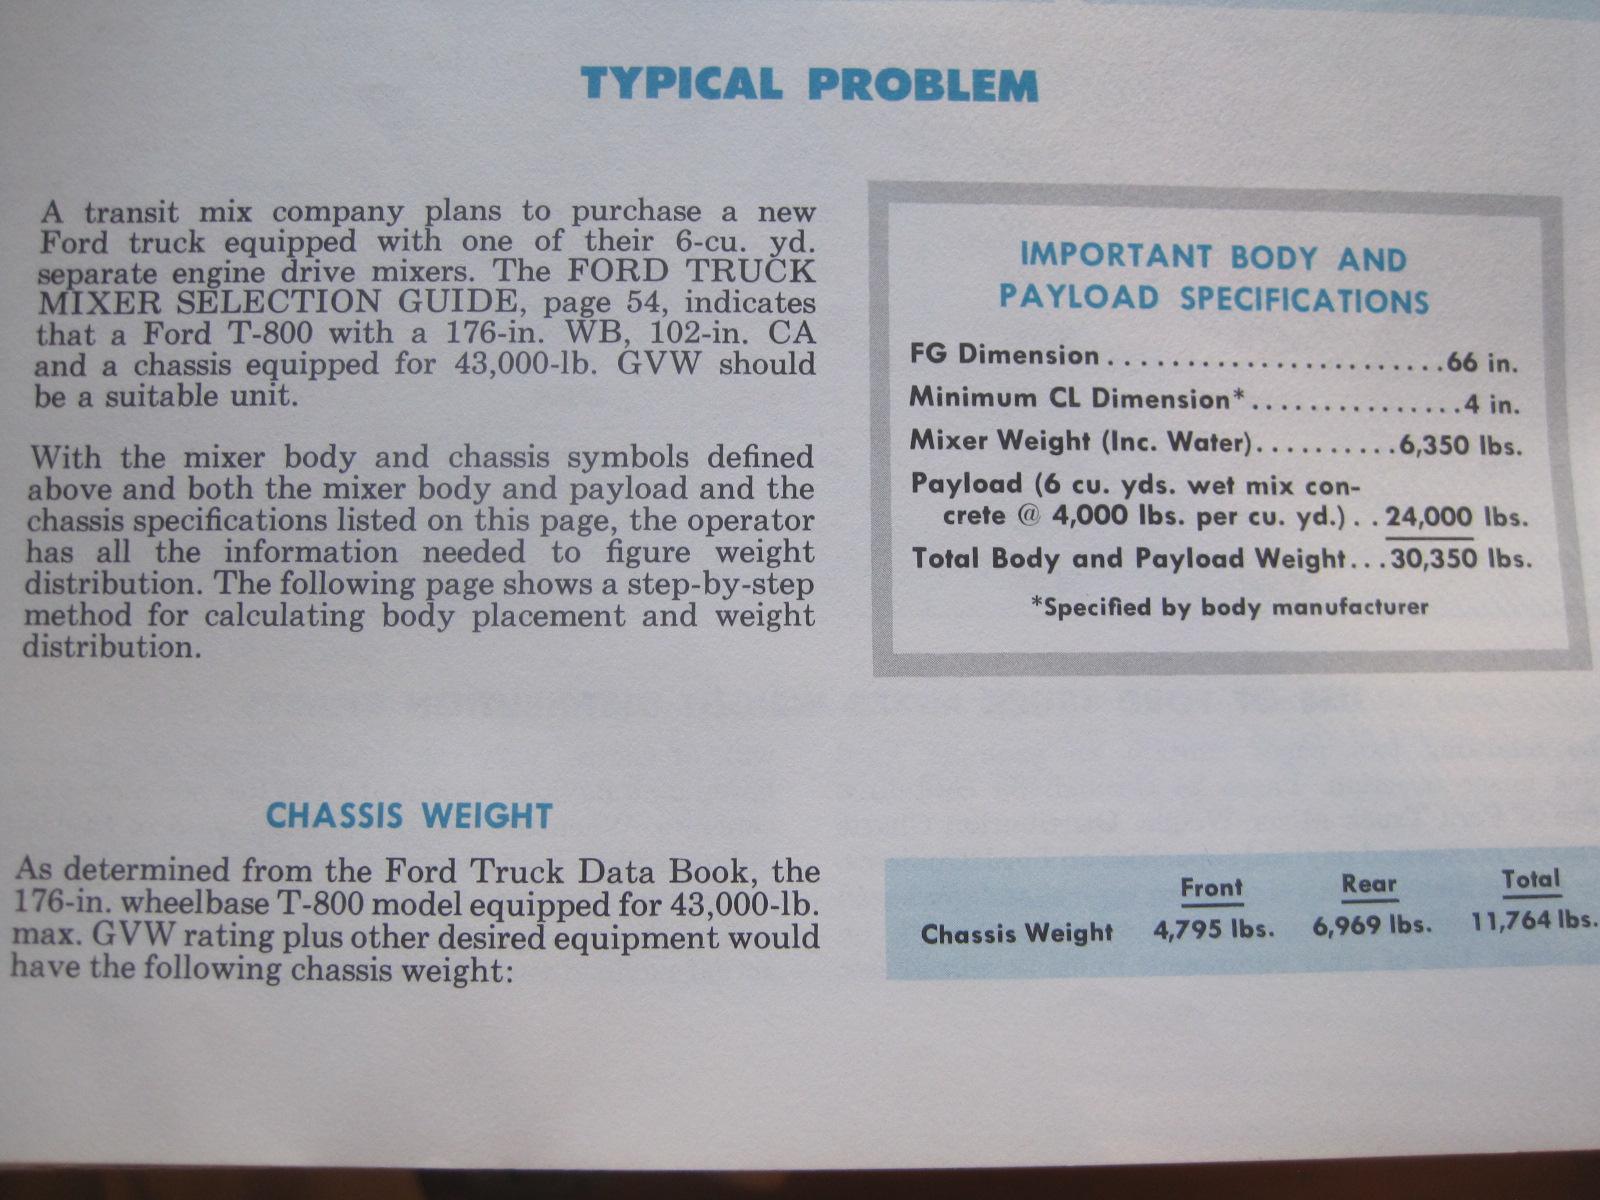 TYPICAL PROBLEM
A transit mix company plans to purchase a new
Ford truck equipped with one of their 6-cu. yd.
separate engine drive mixers. The FORD TRUCK
MIXER SELECTION GUIDE, page 54, indicates
that a Ford T-800 with a 176-in. WB, 102-in. CA
and a chassis equipped for 43,000-lb. GVW should
be a suitable unit.
With the mixer body and chassis symbols defined
above and both the mixer body and payload and the
chassis specifications listed on this page, the operator
has all the information needed to figure weight
distribution. The following page shows a step-by-step
method for calculating body placement and weight
distribution.
IMPORTANT BODY AND
PAYLOAD SPECIFICATIONS
FG Dimension........................66 in.
Minimum CL Dimension*...............4 in.
Mixer Weight (Inc. Water)..........6,350 lbs.
Payload (6 cu. yds. wet mix con-
crete @ 4,000 lbs. per cu. yd.)..24,000 lbs.
Total Body and Payload Weight...30,350 lbs.
*Specified by body manufacturer
CHASSIS WEIGHT
As determined from the Ford Truck Data Book, the
176-in. wheelbase T-800 model equipped for 43,000-lb.
max. GVW rating plus other desired equipment would
have the following chassis weight:
Front Rear Total
Chassis Weight 4,795 lbs. 6,969 lbs. 11,764 lbs.